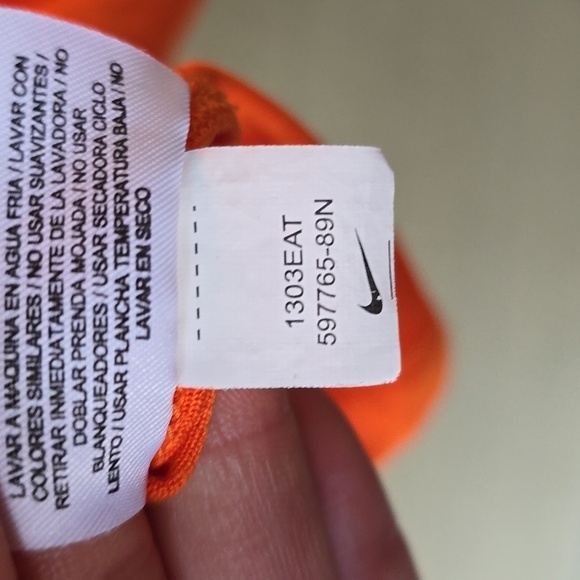 LAVAR A MAQUINA EN AGUA FRIA / LAVAR CON
COLORES SIMILARES / NO USAR SUAVIZANTES /
RETIRAR INMEDIATAMENTE DE LA LAVADORA / NO
DOBLAR PRENDA MOJADA / NO USAR
BLANQUEADORES / USAR SECADORA CICLO
LENTO / USAR PLANCHA TEMPERATURA BAJA / NO
LAVAR EN SECO
1303EAT
597765-89N